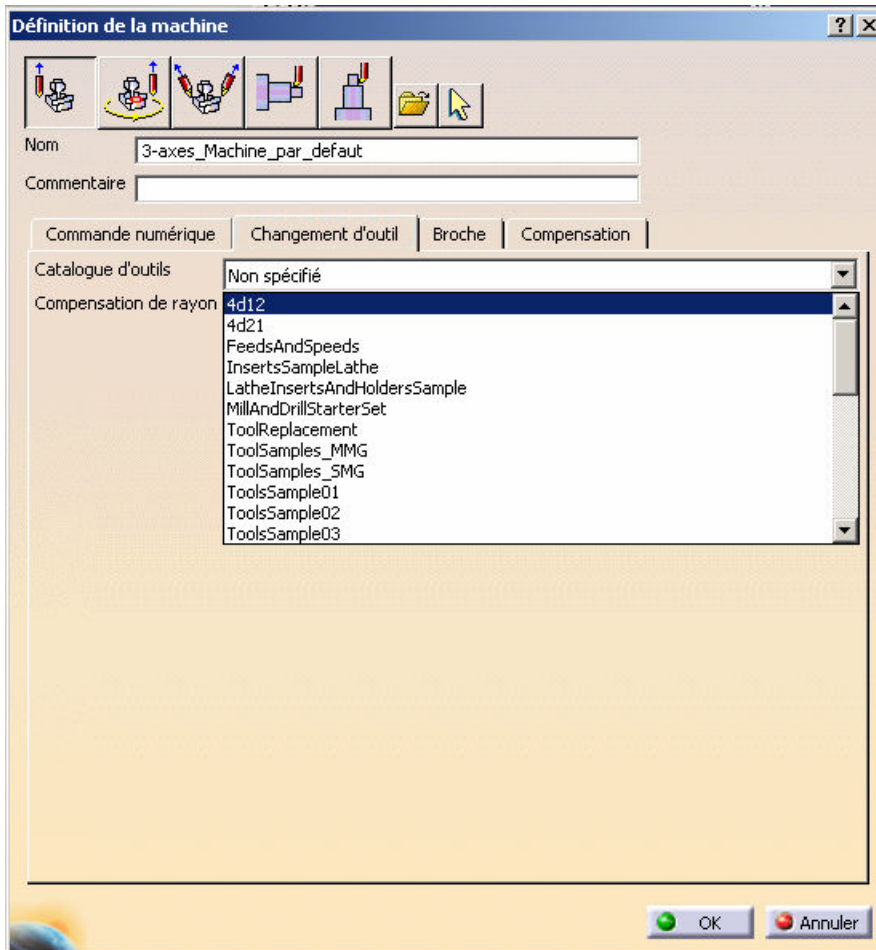 Définition de la machine
Nom
3-axes_Machine_par_defaut
Commentaire
Commande numérique
Changement d'outil
Broche
Compensation
Catalogue d'outils
Non spécifié
Compensation de rayon
4d12
4d21
FeedsAndSpeeds
InsertsSampleLathe
LatheInsertsAndHoldersSample
MillAndDrillStarterSet
ToolReplacement
ToolSamples_MMG
ToolSamples_SMG
ToolsSample01
ToolsSample02
ToolsSample03
OK
Annuler